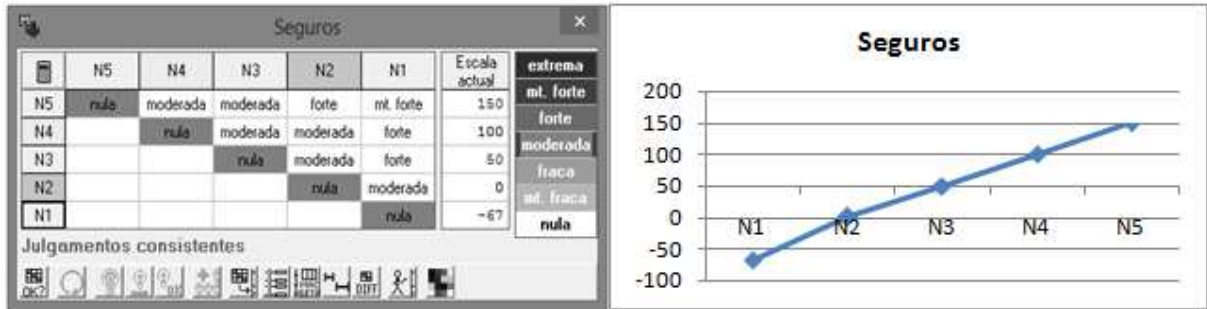 Seguros
N5 N4 N3 N2 N1 Escala actual
N5 nula moderada moderada forte mt. forte 150
N4 nula moderada moderada forte 100
N3 nula moderada forte 50
N2 nula moderada 0
N1 nula -67
extrema
mt. forte
forte
moderada
fraca
mt. fraca
nula
Julgamentos consistentes
OK?
DIFF
Seguros
200
150
100
50
0
-50
-100
N1 N2 N3 N4 N5